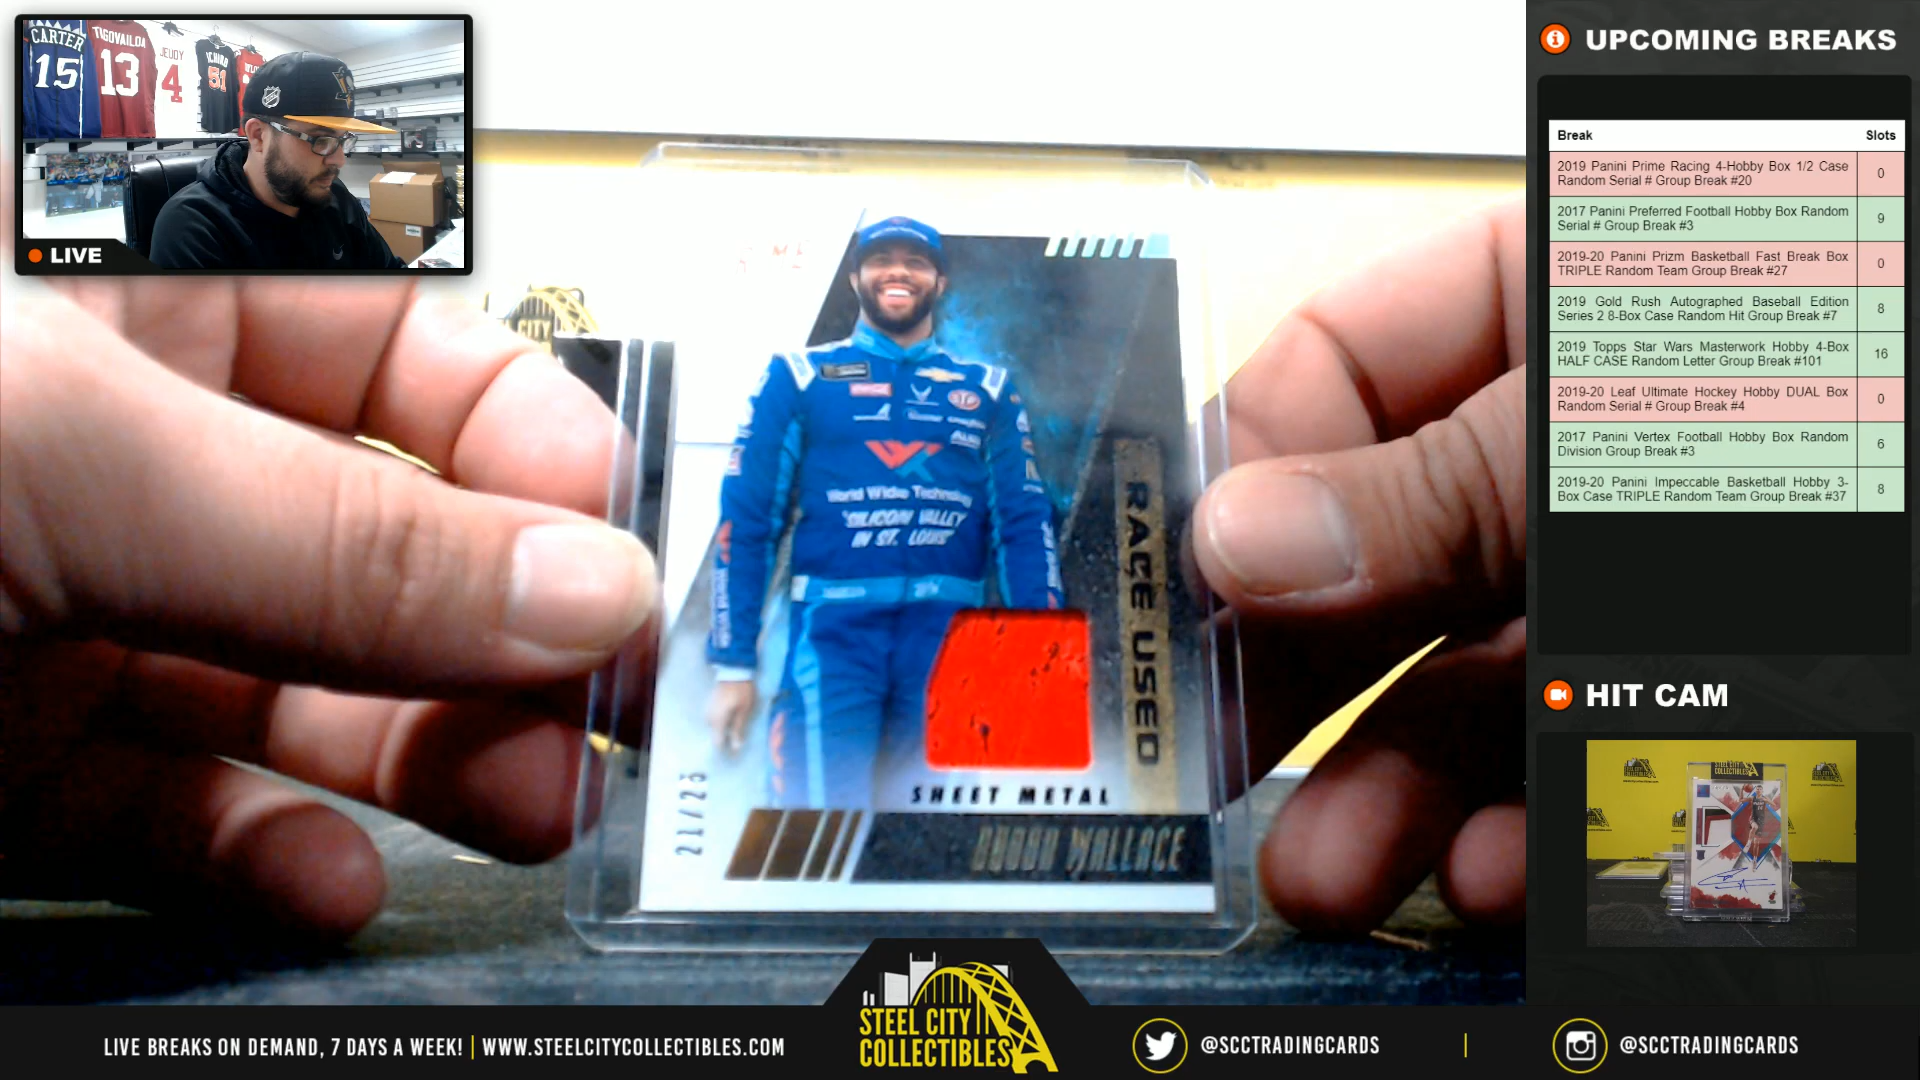 CARTER
15
TIGOVAILOA
13
JEUDY
4
ICHIRO
51
LIVE
STEEL CITY
World Wide Technology
"SILICON VALLEY
IN ST. LOUIS"
RACE USED
SHEET METAL
BUBBA WALLACE
21/25
UPCOMING BREAKS
Break Slots
2019 Panini Prime Racing 4-Hobby Box 1/2 Case
Random Serial # Group Break #20
0
2017 Panini Preferred Football Hobby Box Random
Serial # Group Break #3
9
2019-20 Panini Prizm Basketball Fast Break Box
TRIPLE Random Team Group Break #27
0
2019 Gold Rush Autographed Baseball Edition
Series 2 8-Box Case Random Hit Group Break #7
8
2019 Topps Star Wars Masterwork Hobby 4-Box
HALF CASE Random Letter Group Break #101
16
2019-20 Leaf Ultimate Hockey Hobby DUAL Box
Random Serial # Group Break #4
0
2017 Panini Vertex Football Hobby Box Random
Division Group Break #3
6
2019-20 Panini Impeccable Basketball Hobby 3-
Box Case TRIPLE Random Team Group Break #37
8
HIT CAM
STEEL CITY
COLLECTIBLES
LIVE BREAKS ON DEMAND, 7 DAYS A WEEK! | WWW.STEELCITYCOLLECTIBLES.COM
STEEL CITY
COLLECTIBLES
@SCCTRADINGCARDS
@SCCTRADINGCARDS